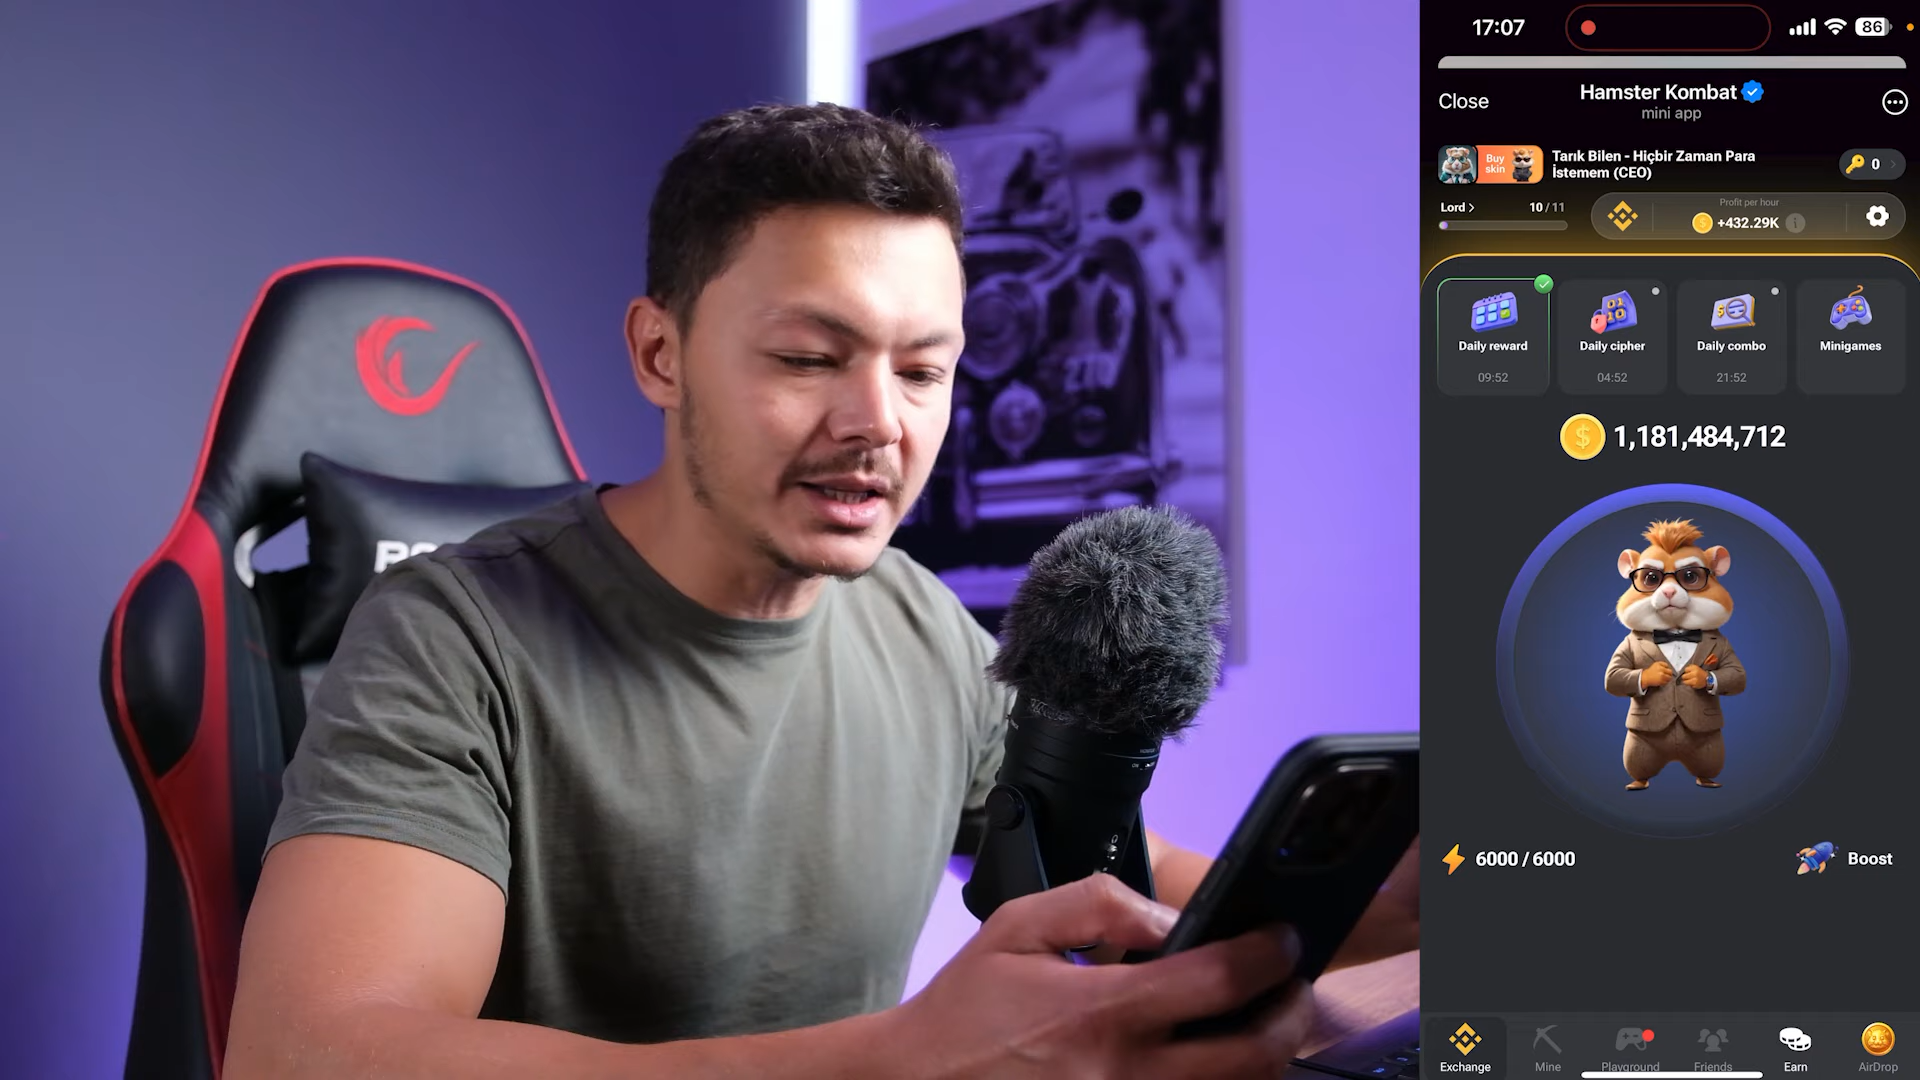 17:07
86
Close
Hamster Kombat
mini app
Buy skin
Tarık Bilen - Hiçbir Zaman Para
İstemem (CEO)
0
Lord >
10 / 11
Profit per hour
+432.29K
Daily reward
09:52
Daily cipher
04:52
Daily combo
21:52
Minigames
1,181,484,712
6000 / 6000
Boost
Exchange
Mine
Playground
Friends
Earn
AirDrop